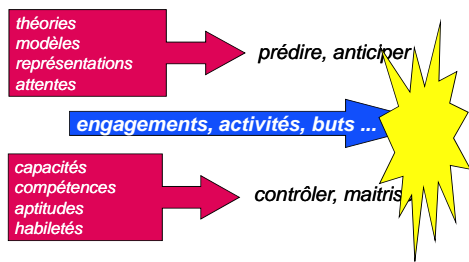 théories
modèles
représentations
attentes
prédire, anticiper
engagements, activités, buts ...
capacités
compétences
aptitudes
habiletés
contrôler, maitris